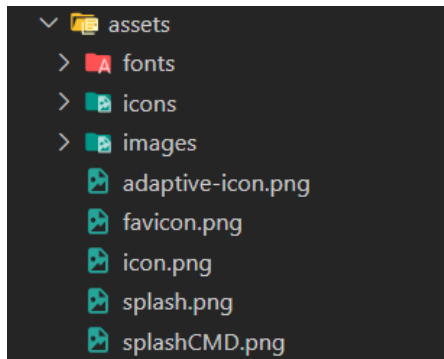 assets
fonts
icons
images
adaptive-icon.png
favicon.png
icon.png
splash.png
splashCMD.png